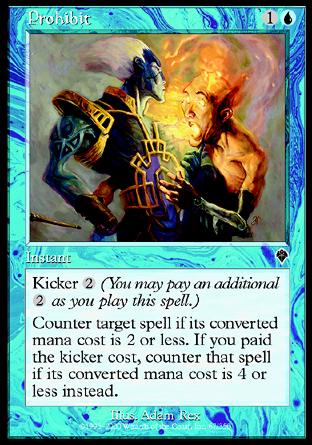 Prohibit 1
Instant
Kicker 2 (You may pay an additional
2 as you play this spell.)
Counter target spell if its converted
mana cost is 2 or less. If you paid
the kicker cost, counter that spell
if its converted mana cost is 4 or
less instead.
Illus. Adam Rex